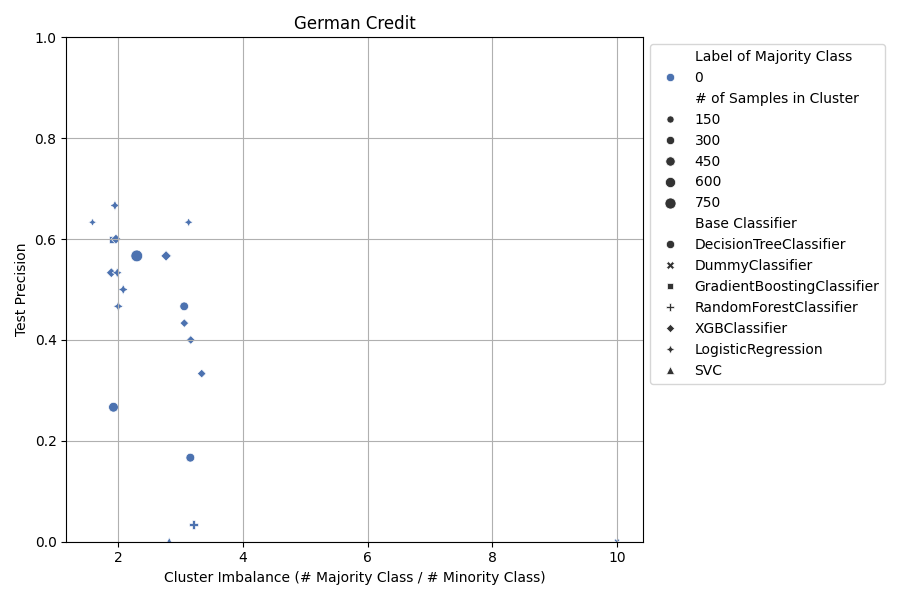 German Credit
1.0
0.8
0.6
0.4
0.2
0.0
Test Precision
2
4
6
8
10
Cluster Imbalance (# Majority Class / # Minority Class)
Label of Majority Class
0
# of Samples in Cluster
150
300
450
600
750
Base Classifier
DecisionTreeClassifier
DummyClassifier
GradientBoostingClassifier
RandomForestClassifier
XGBClassifier
LogisticRegression
SVC